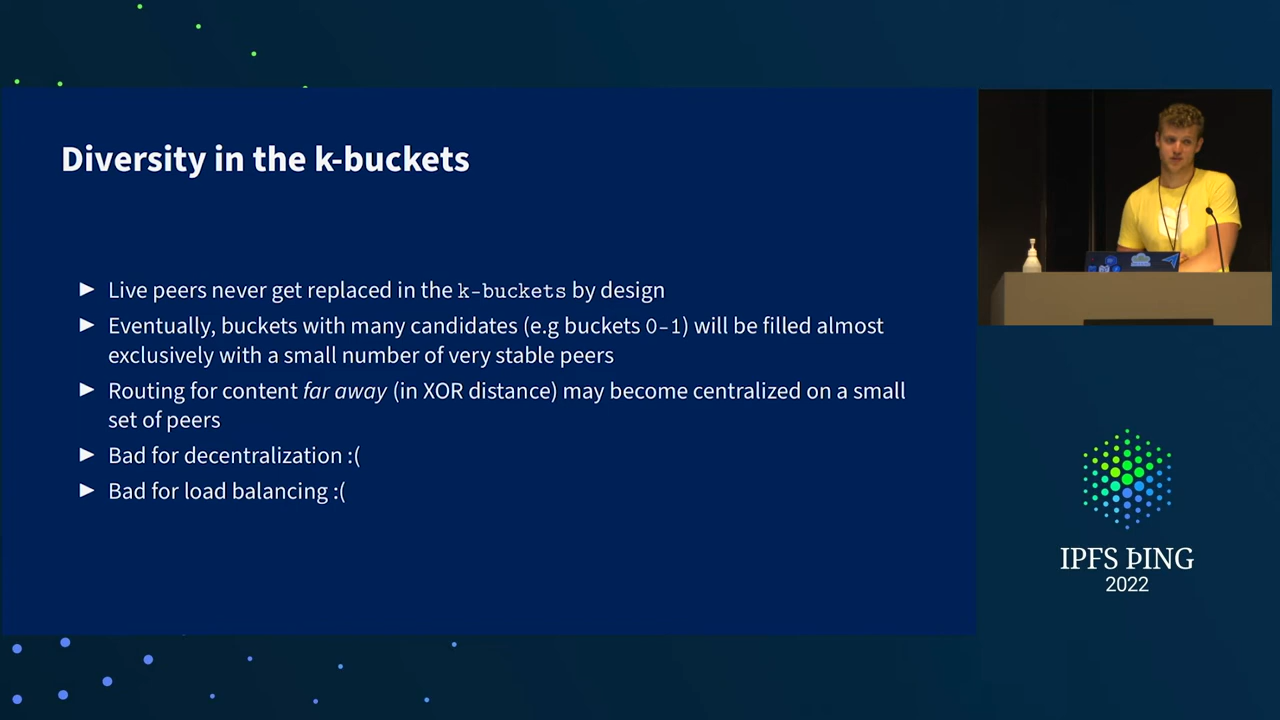 Diversity in the k-buckets
► Live peers never get replaced in the k-buckets by design
► Eventually, buckets with many candidates (e.g buckets 0-1) will be filled almost
exclusively with a small number of very stable peers
► Routing for content far away (in XOR distance) may become centralized on a small
set of peers
► Bad for decentralization :(
► Bad for load balancing :(
IPFS ÞING
2022